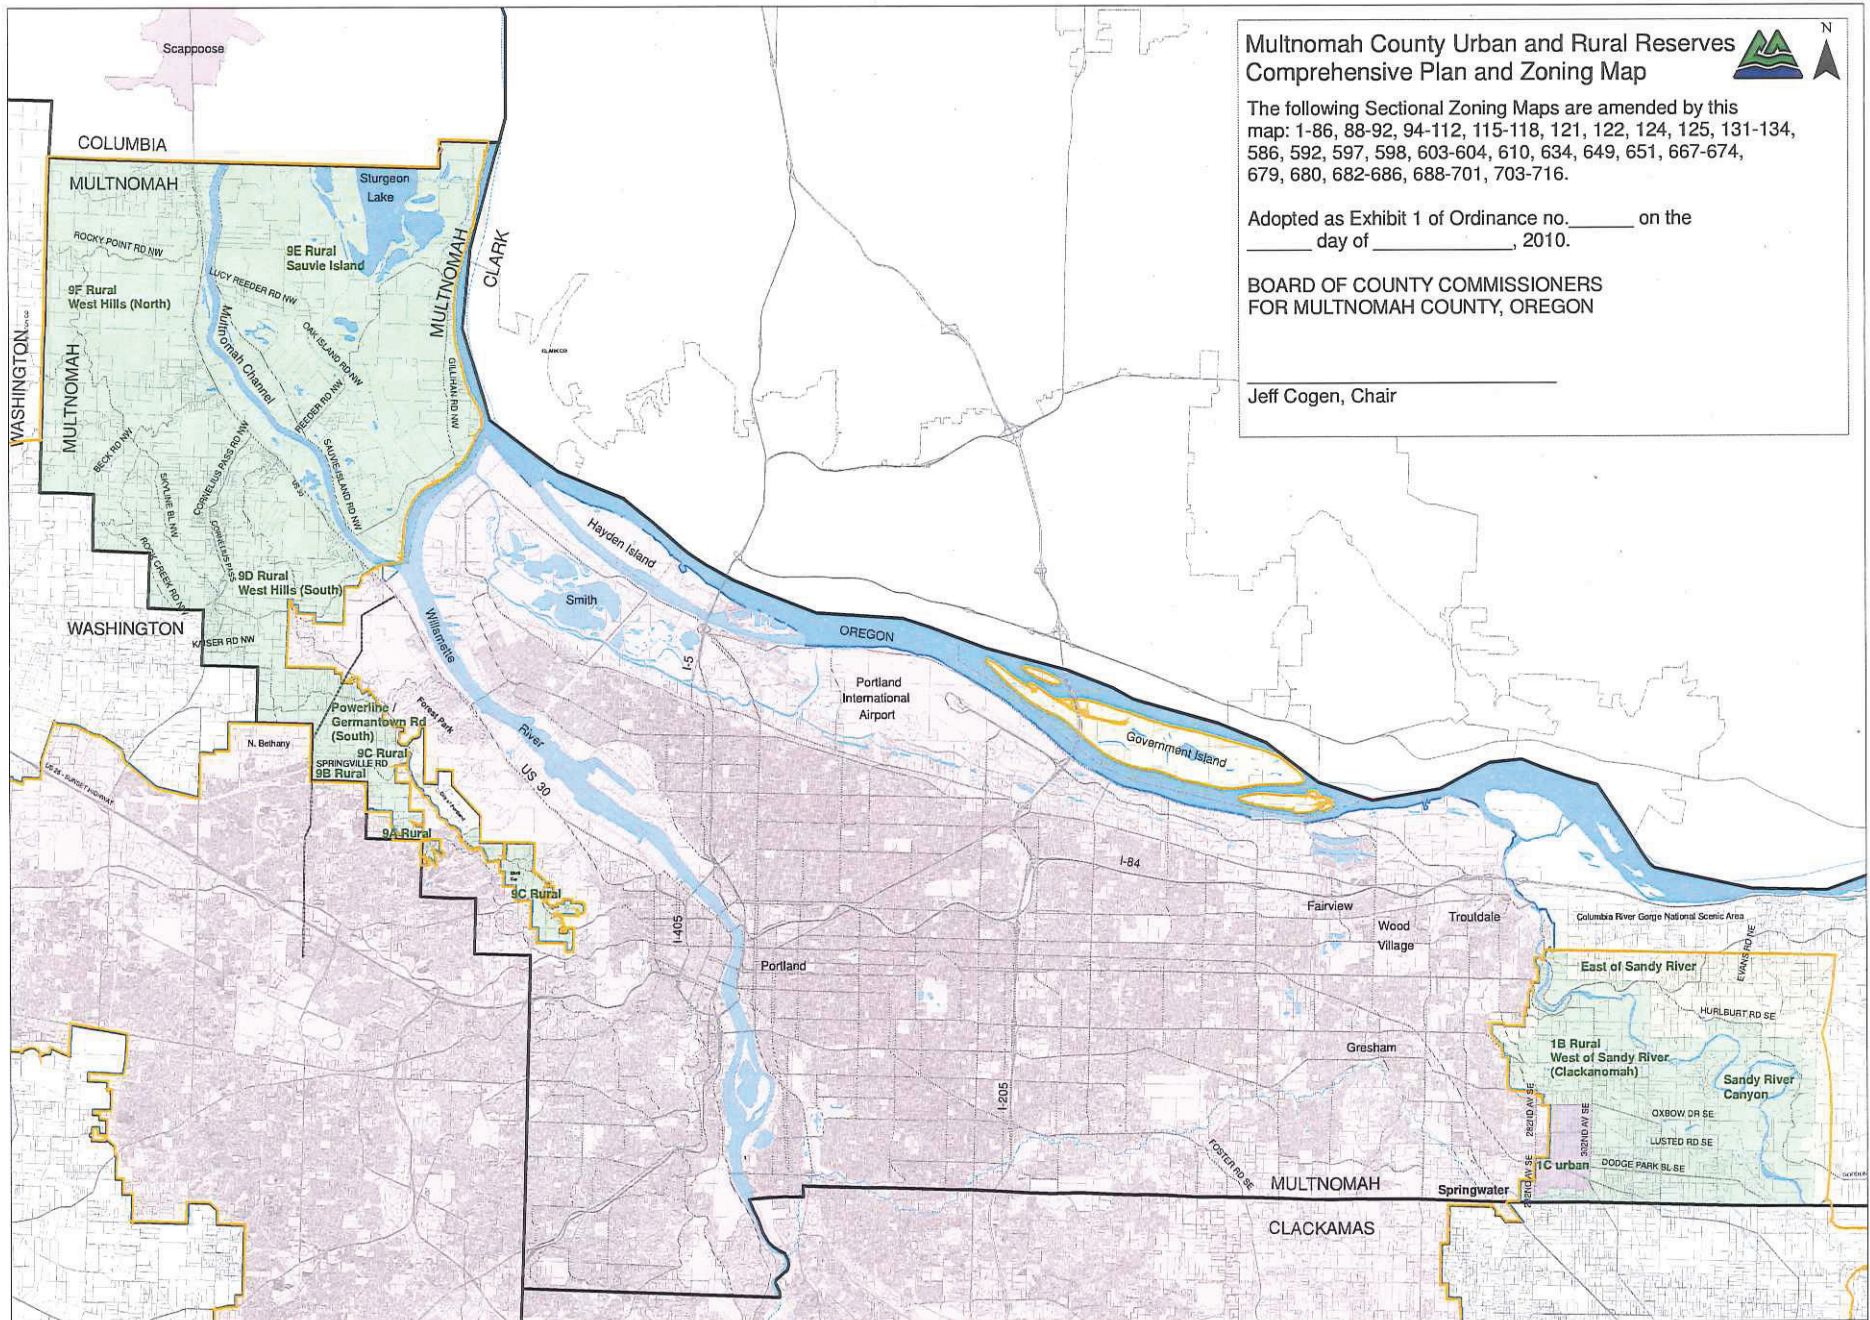 Multnomah County Urban and Rural Reserves
Comprehensive Plan and Zoning Map
N
The following Sectional Zoning Maps are amended by this
map: 1-86, 88-92, 94-112, 115-118, 121, 122, 124, 125, 131-134,
586, 592, 597, 598, 603-604, 610, 634, 649, 651, 667-674,
679, 680, 682-686, 688-701, 703-716.
Adopted as Exhibit 1 of Ordinance no.______ on the
______ day of _____________, 2010.
BOARD OF COUNTY COMMISSIONERS
FOR MULTNOMAH COUNTY, OREGON
Jeff Cogen, Chair
Scappoose
COLUMBIA
MULTNOMAH
Sturgeon
Lake
ROCKY POINT RD NW
9E Rural
Sauvie Island
MULTNOMAH
CLARK
LUCY REEDER RD NW
9F Rural
West Hills (North)
WASHINGTON
MULTNOMAH
Multnomah Channel
OAK ISLAND RD NW
REEDER RD NW
GILLIHAN RD NW
BECK RD NW
SKYLINE BL NW
CORNELIUS PASS RD NW
SAUVIE ISLAND RD NW
US 30
CORNELIUS PASS
ROCK CREEK RD NW
9D Rural
West Hills (South)
WASHINGTON
KAISER RD NW
Hayden Island
Smith
Willamette
River
OREGON
I-5
Portland
International
Airport
Government Island
Powerline /
Germantown Rd
(South)
Forest Park
N. Bethany
9C Rural
SPRINGVILLE RD
9B Rural
US 26 - SUNSET HIGHWAY
City of Portland
US 30
9A Rural
9C Rural
I-84
I-405
Portland
Fairview
Wood
Village
Troutdale
Columbia River Gorge National Scenic Area
EVANS RD NE
East of Sandy River
HURLBURT RD SE
1B Rural
West of Sandy River
(Clackanomah)
Gresham
Sandy River
Canyon
I-205
282ND AV SE
302ND AV SE
OXBOW DR SE
LUSTED RD SE
DODGE PARK BL SE
1C urban
FOSTER RD SE
MULTNOMAH
Springwater
CLACKAMAS